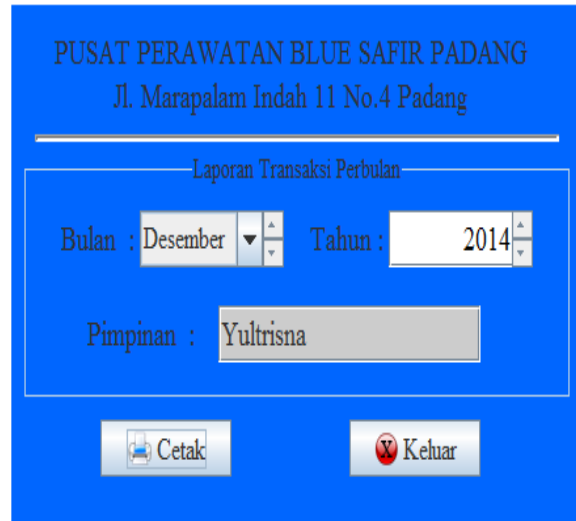 PUSAT PERAWATAN BLUE SAFIR PADANG
Jl. Marapalam Indah 11 No.4 Padang
Laporan Transaksi Perbulan
Bulan : Desember Tahun : 2014
Pimpinan : Yultrisna
Cetak X Keluar